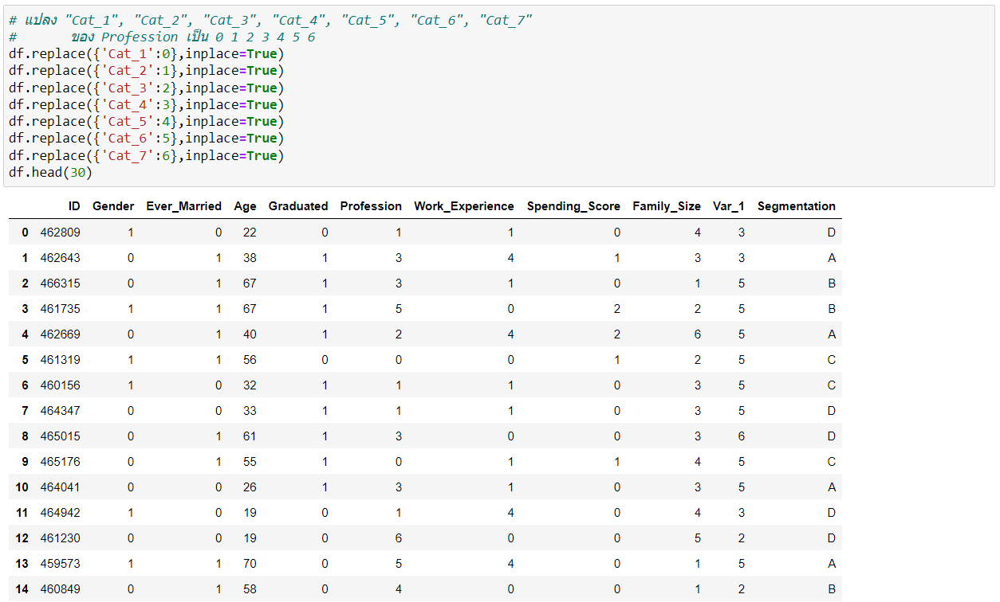 # แปลง "Cat_1", "Cat_2", "Cat_3", "Cat_4", "Cat_5", "Cat_6", "Cat_7"
# ของ Profession เป็น 0 1 2 3 4 5 6
df.replace({'Cat_1':0},inplace=True)
df.replace({'Cat_2':1},inplace=True)
df.replace({'Cat_3':2},inplace=True)
df.replace({'Cat_4':3},inplace=True)
df.replace({'Cat_5':4},inplace=True)
df.replace({'Cat_6':5},inplace=True)
df.replace({'Cat_7':6},inplace=True)
df.head(30)
ID Gender Ever_Married Age Graduated Profession Work_Experience Spending_Score Family_Size Var_1 Segmentation
0 462809 1 0 22 0 1 1 0 4 3 D
1 462643 0 1 38 1 3 4 1 3 3 A
2 466315 0 1 67 1 3 1 0 1 5 B
3 461735 1 1 67 1 5 0 2 2 5 B
4 462669 0 1 40 1 2 4 2 6 5 A
5 461319 1 1 56 0 0 0 1 2 5 C
6 460156 1 0 32 1 1 1 0 3 5 C
7 464347 0 0 33 1 1 1 0 3 5 D
8 465015 0 1 61 1 3 0 0 3 6 D
9 465176 0 1 55 1 0 1 1 4 5 C
10 464041 0 0 26 1 3 1 0 3 5 A
11 464942 1 0 19 0 1 4 0 4 3 D
12 461230 0 0 19 0 6 0 0 5 2 D
13 459573 1 1 70 0 5 4 0 1 5 A
14 460849 0 1 58 0 4 0 0 1 2 B